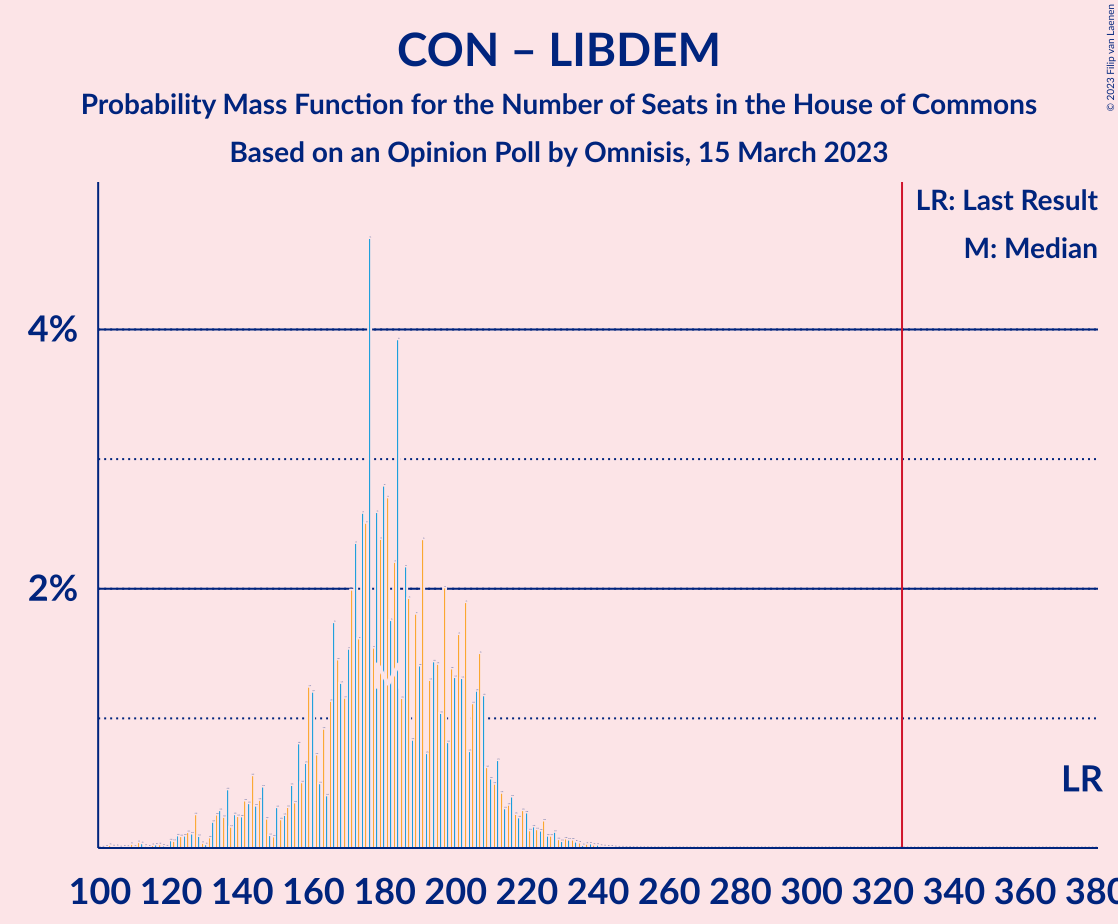 CON – LIBDEM
Probability Mass Function for the Number of Seats in the House of Commons
Based on an Opinion Poll by Omnisis, 15 March 2023
© 2023 Filip van Laenen
LR: Last Result
M: Median
4%
2%
LR
100 120 140 160 180 200 220 240 260 280 300 320 340 360 380